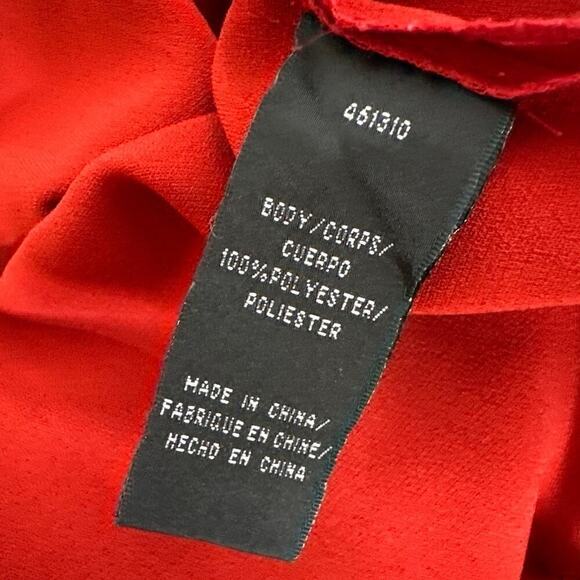 461310
BODY/CORPS/
CUERPO
100%POLYESTER/
POLIESTER
MADE IN CHINA/
FABRIQUE EN CHINE/
HECHO EN CHINA